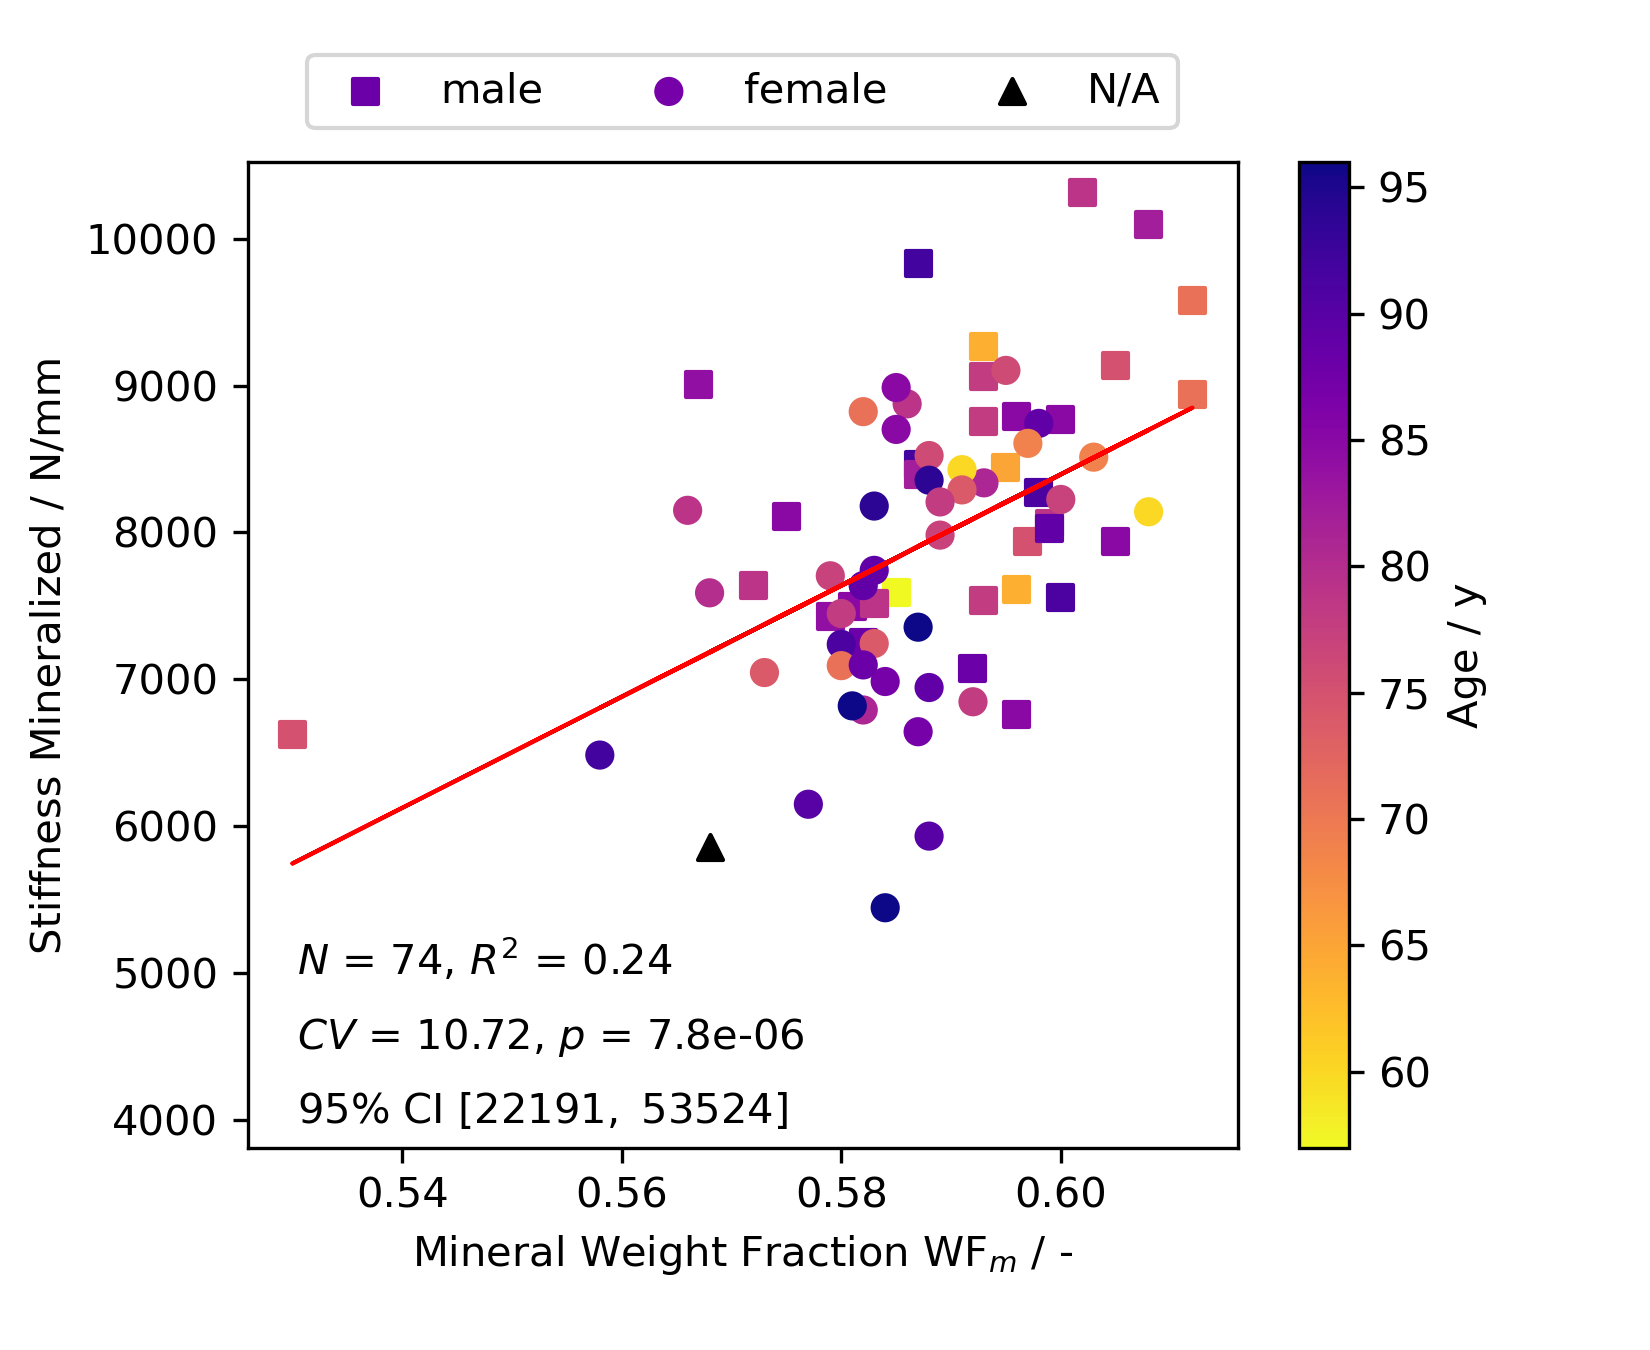 male female N/A
10000
9000
8000
7000
6000
5000
4000
Stiffness Mineralized / N/mm
N = 74, R² = 0.24
CV = 10.72, p = 7.8e-06
95% CI [22191, 53524]
0.54 0.56 0.58 0.60
Mineral Weight Fraction WFₘ / -
95
90
85
80
75
70
65
60
Age / y